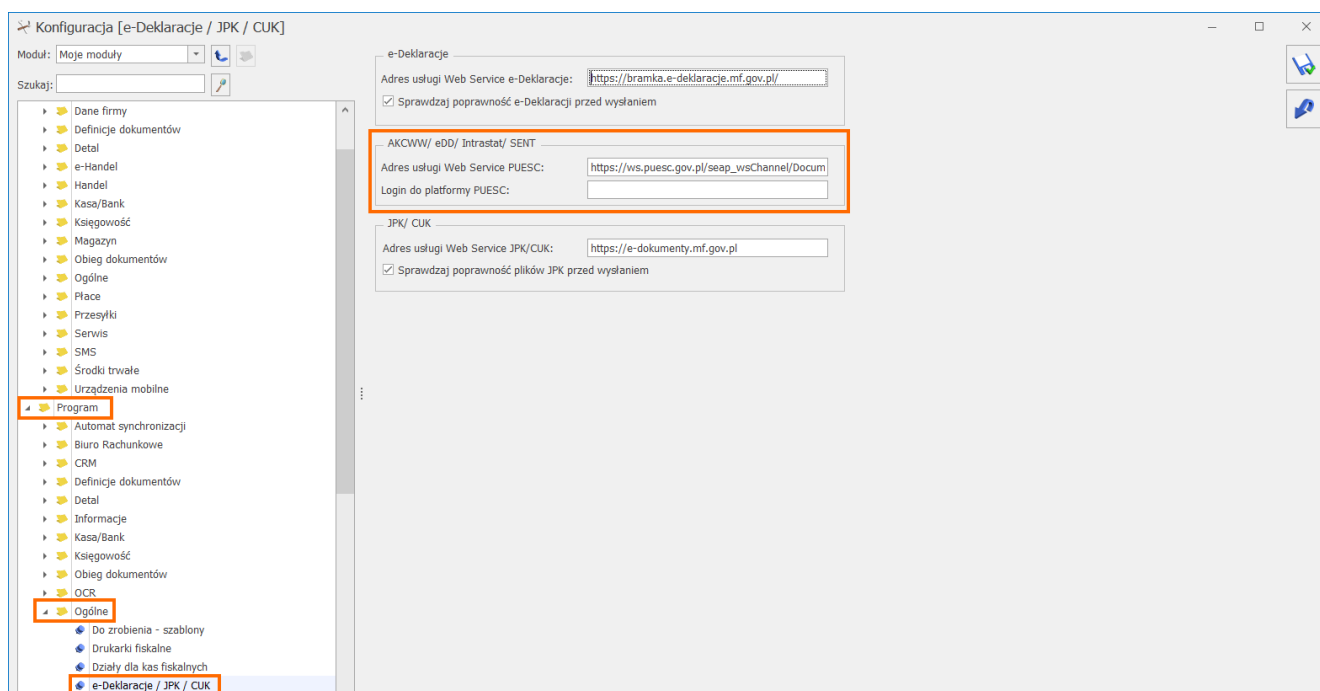 Konfiguracja [e-Deklaracje / JPK / CUK]
Moduł: Moje moduły
Szukaj:
Dane firmy
Definicje dokumentów
Detal
e-Handel
Handel
Kasa/Bank
Księgowość
Magazyn
Obieg dokumentów
Ogólne
Płace
Przesyłki
Serwis
SMS
Środki trwałe
Urządzenia mobilne
Program
Automat synchronizacji
Biuro Rachunkowe
CRM
Definicje dokumentów
Detal
Informacje
Kasa/Bank
Księgowość
Obieg dokumentów
OCR
Ogólne
Do zrobienia - szablony
Drukarki fiskalne
Działy dla kas fiskalnych
e-Deklaracje / JPK / CUK
e-Deklaracje
Adres usługi Web Service e-Deklaracje: https://bramka.e-deklaracje.mf.gov.pl/
Sprawdzaj poprawność e-Deklaracji przed wysłaniem
AKCWW/ eDD/ Intrastat/ SENT
Adres usługi Web Service PUESC: https://ws.puesc.gov.pl/seap_wsChannel/Docum
Login do platformy PUESC:
JPK/ CUK
Adres usługi Web Service JPK/CUK: https://e-dokumenty.mf.gov.pl
Sprawdzaj poprawność plików JPK przed wysłaniem